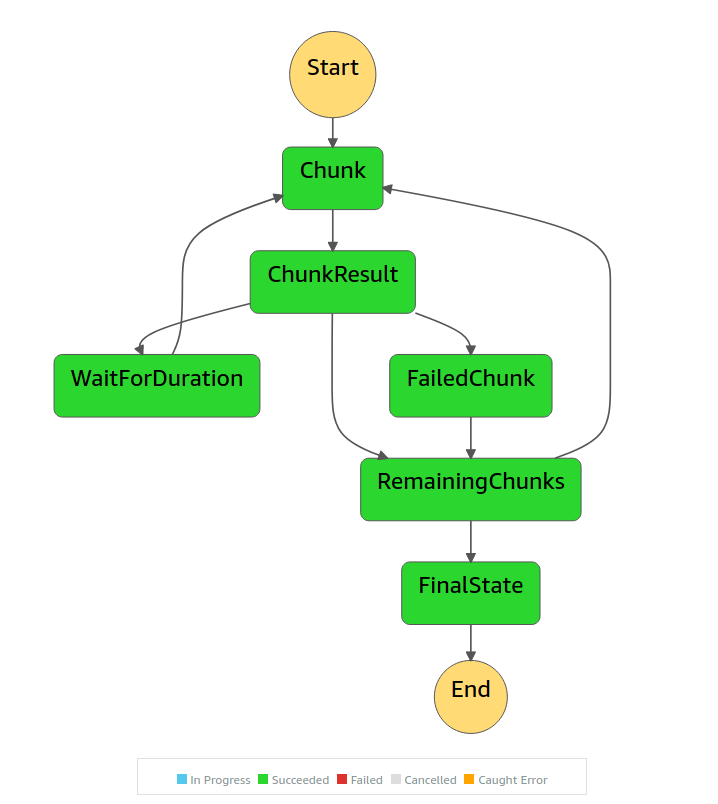 Start
Chunk
ChunkResult
WaitForDuration
FailedChunk
RemainingChunks
FinalState
End
In Progress Succeeded Failed Cancelled Caught Error